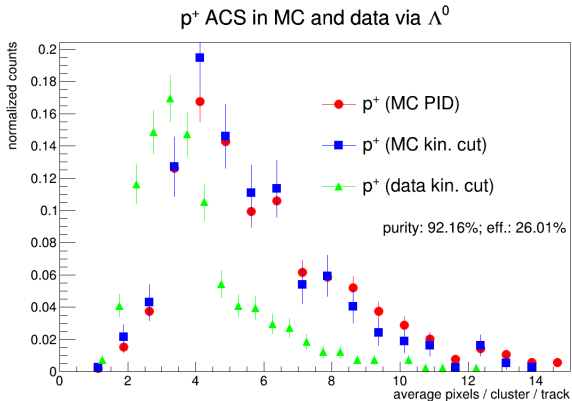 p⁺ ACS in MC and data via Λ⁰
normalized counts
0.2
0.18
0.16
0.14
0.12
0.1
0.08
0.06
0.04
0.02
0
p⁺ (MC PID)
p⁺ (MC kin. cut)
p⁺ (data kin. cut)
purity: 92.16%; eff.: 26.01%
0 2 4 6 8 10 12 14
average pixels / cluster / track